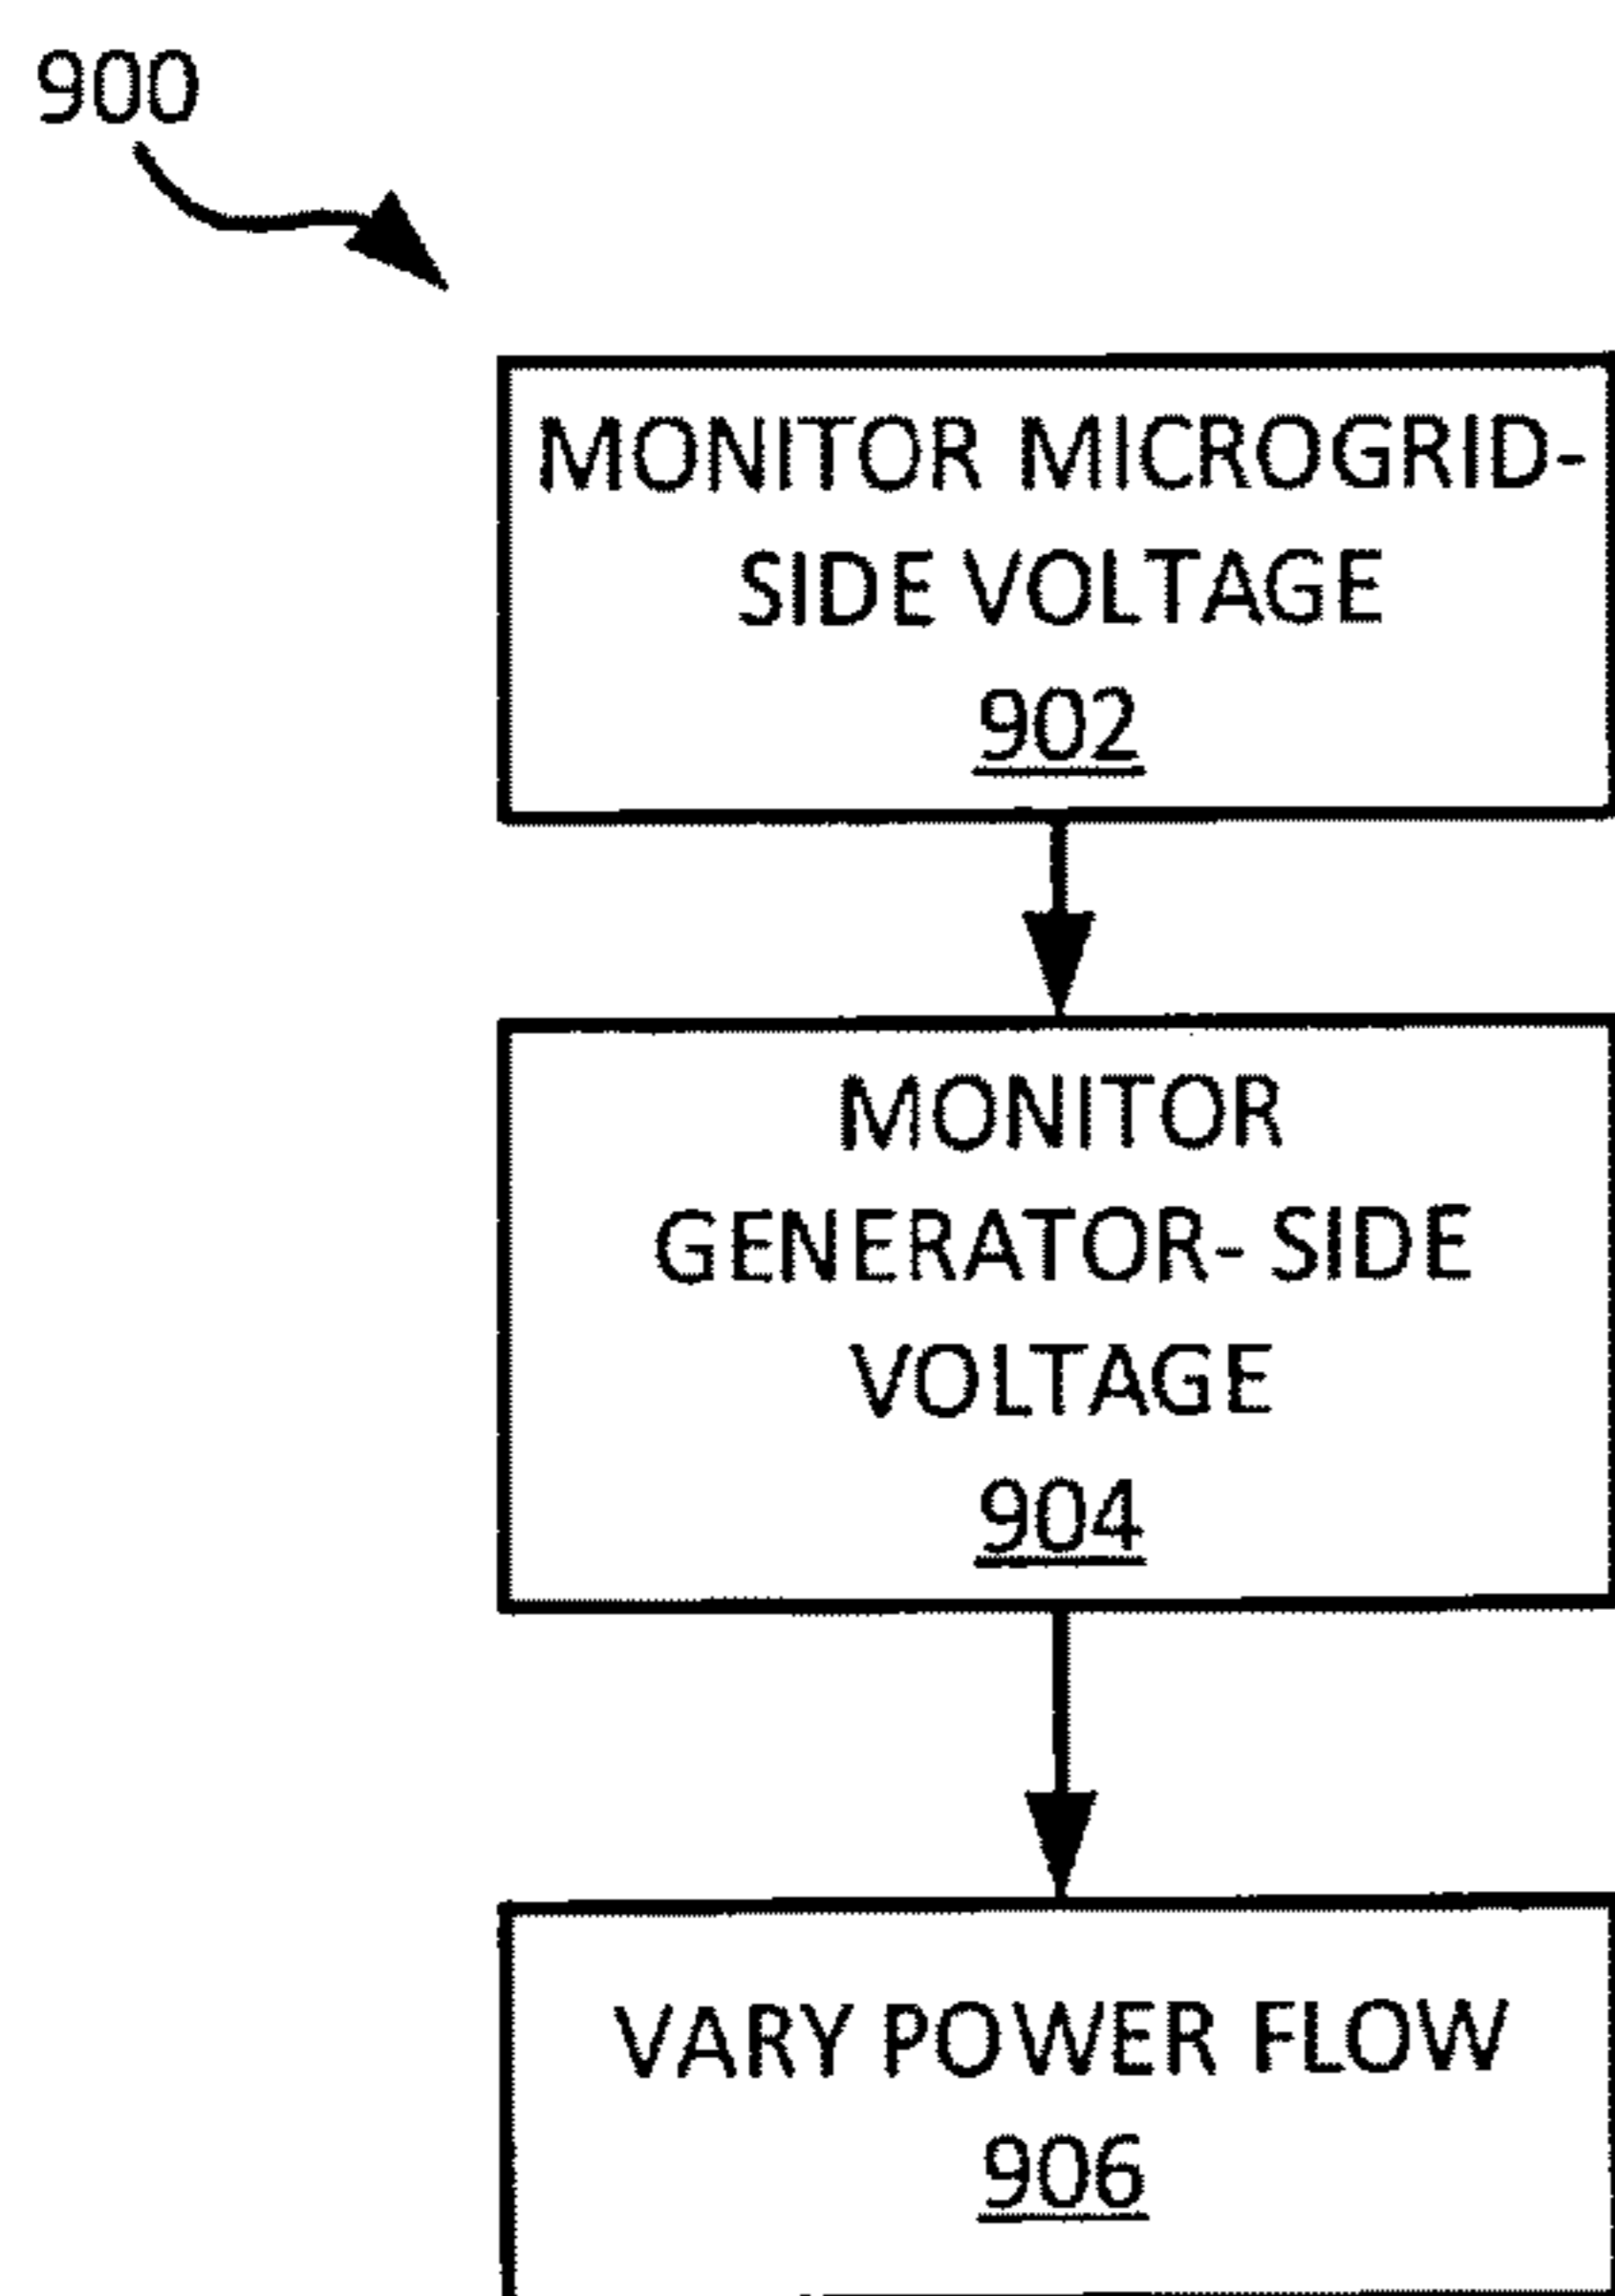 900
MONITOR MICROGRID-
SIDE VOLTAGE
902
MONITOR
GENERATOR- SIDE
VOLTAGE
904
VARY POWER FLOW
906